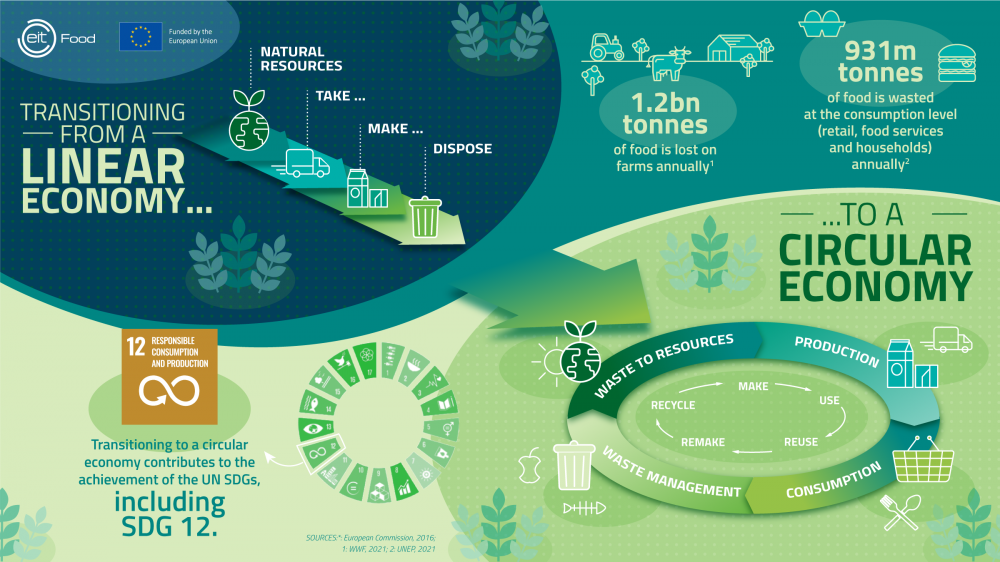 eit Food
Funded by the
European Union
TRANSITIONING
FROM A
LINEAR
ECONOMY...
NATURAL
RESOURCES
TAKE ...
MAKE ...
DISPOSE
1.2bn
tonnes
of food is lost on
farms annually¹
931m
tonnes
of food is wasted
at the consumption level
(retail, food services
and households)
annually²
...TO A
CIRCULAR
ECONOMY
12 RESPONSIBLE
CONSUMPTION
AND PRODUCTION
Transitioning to a circular
economy contributes to the
achievement of the UN SDGs,
including
SDG 12.
WASTE TO RESOURCES
PRODUCTION
CONSUMPTION
WASTE MANAGEMENT
MAKE
USE
REUSE
REMAKE
RECYCLE
SOURCES:*: European Commission, 2016;
1: WWF, 2021; 2: UNEP, 2021